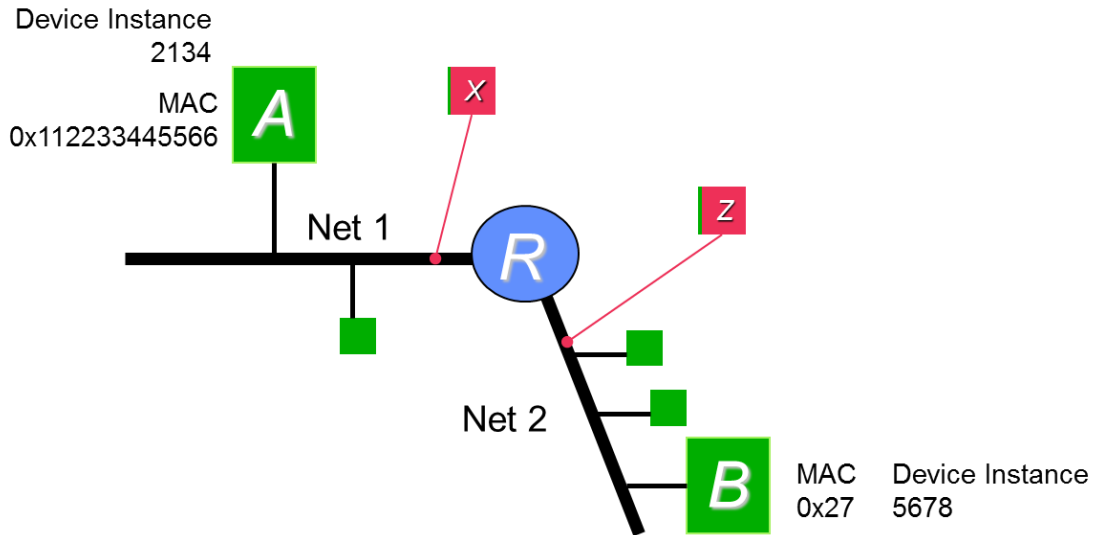 Device Instance
2134
MAC
0x112233445566
A
X
Net 1
R
Z
Net 2
B
MAC Device Instance
0x27 5678